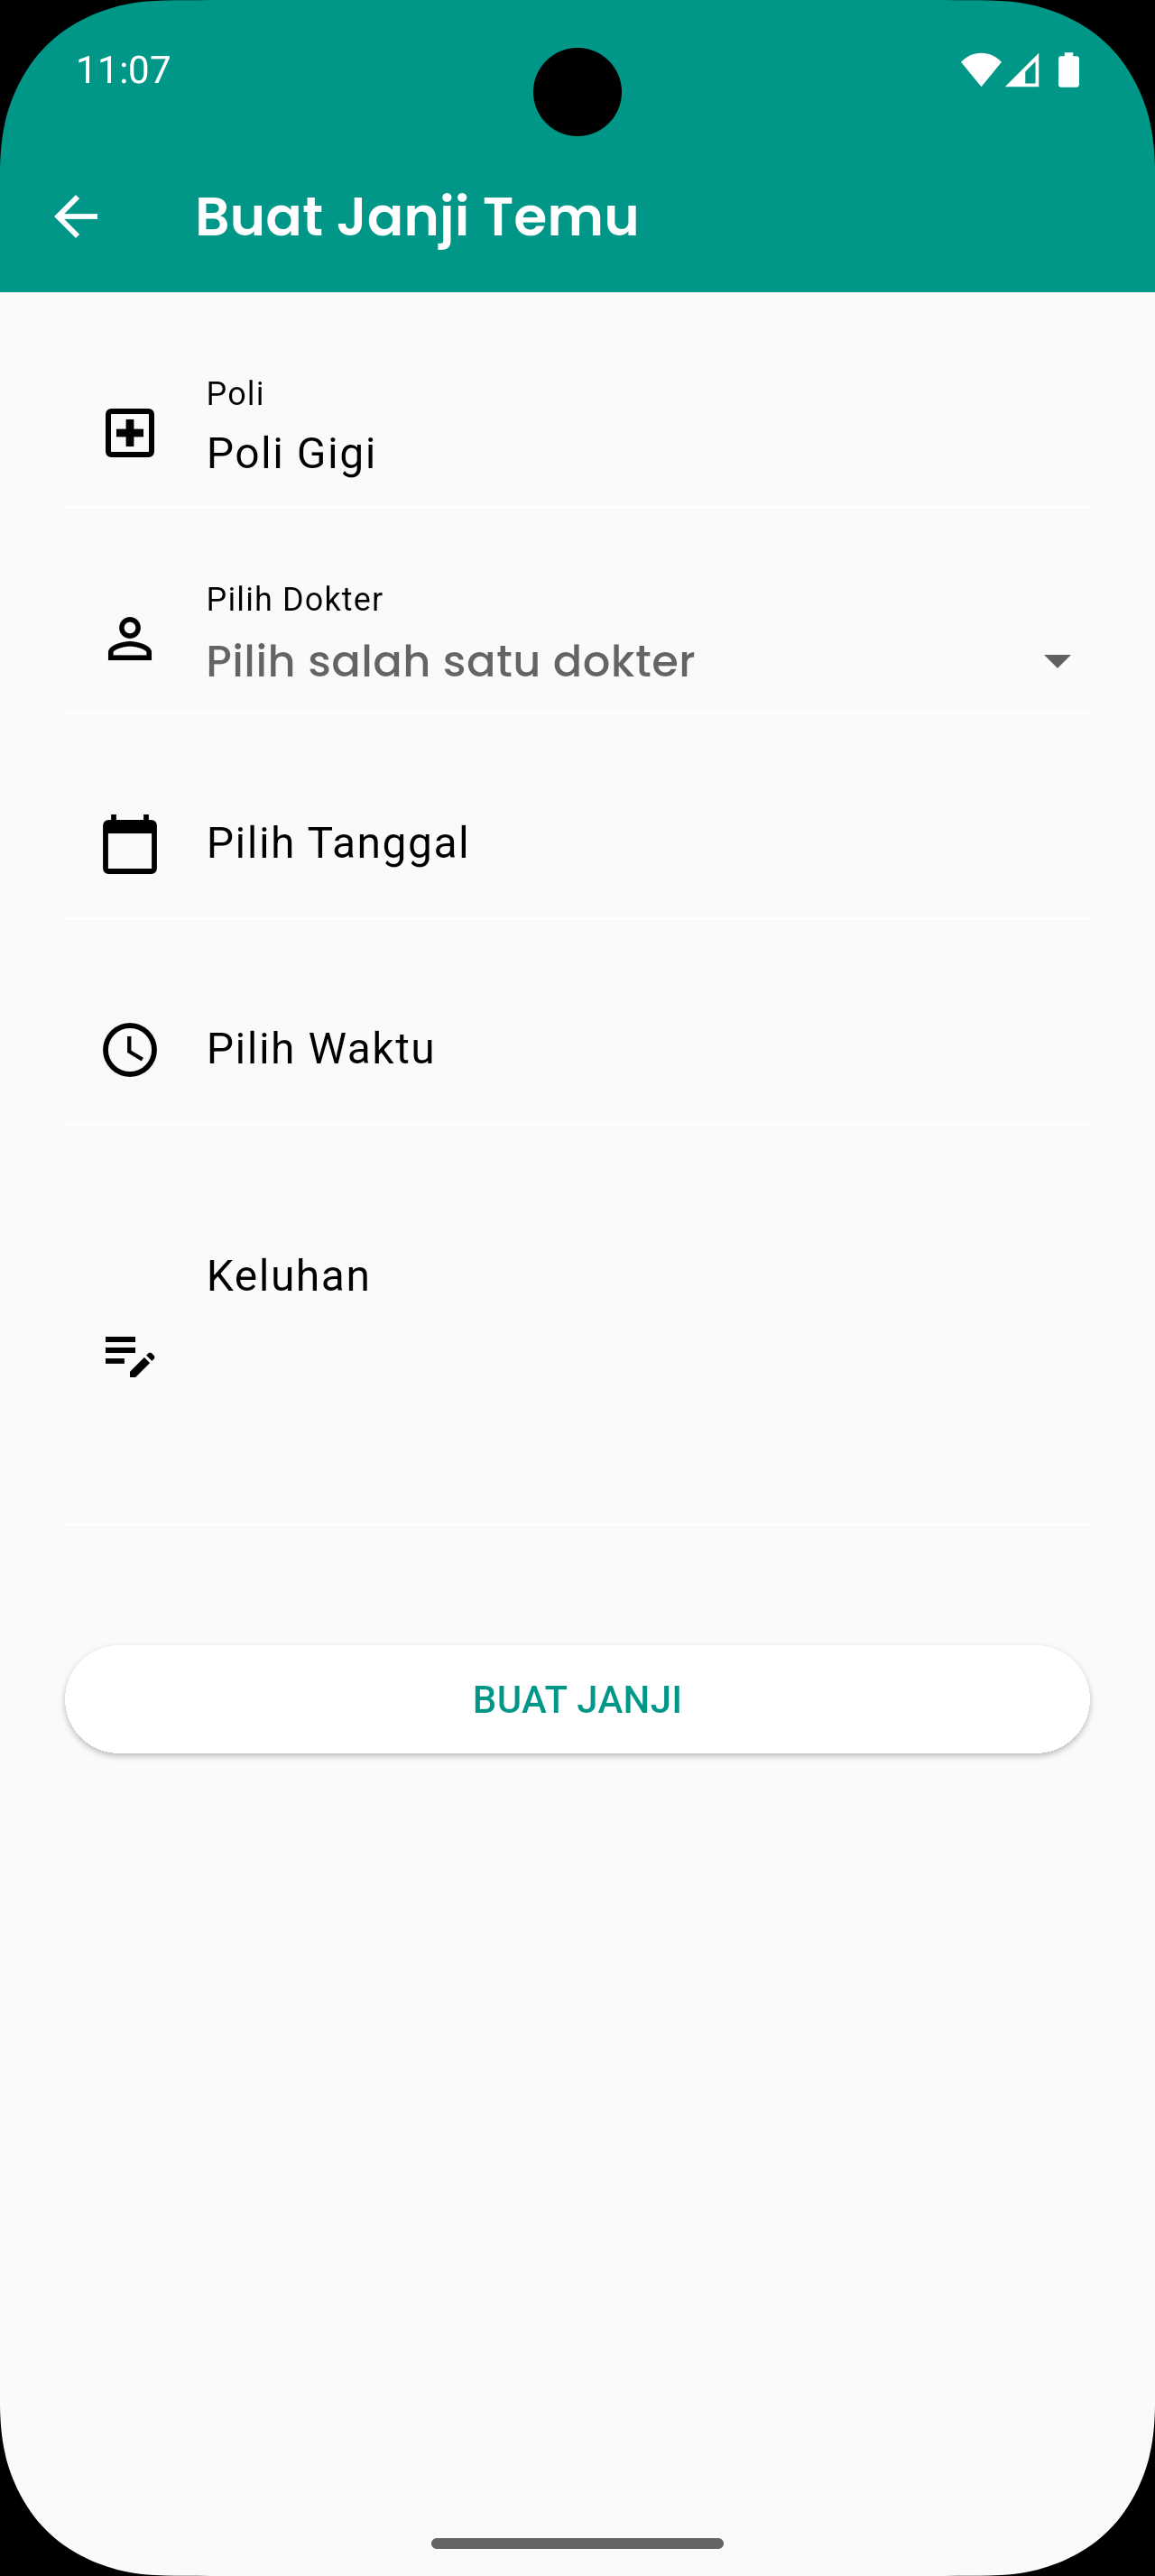 11:07
Buat Janji Temu
Poli
Poli Gigi
Pilih Dokter
Pilih salah satu dokter
Pilih Tanggal
Pilih Waktu
Keluhan
BUAT JANJI